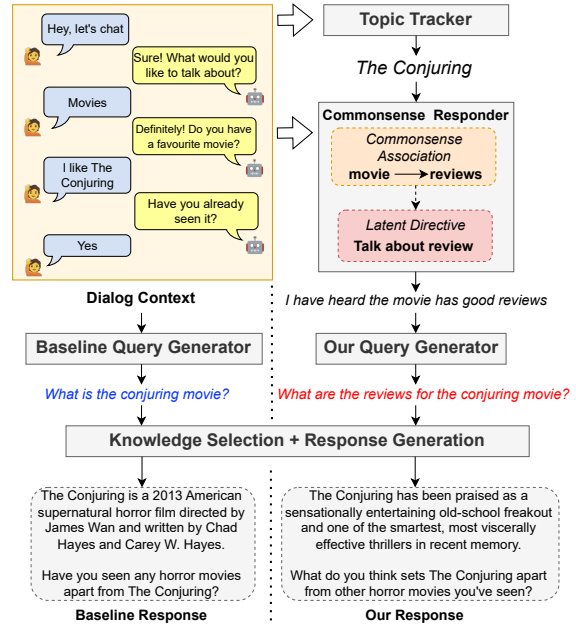 Hey, let's chat
Sure! What would you
like to talk about?
Movies
Definitely! Do you have
a favourite movie?
I like The
Conjuring
Have you already
seen it?
Yes
Dialog Context
Topic Tracker
The Conjuring
Commonsense Responder
Commonsense
Association
movie
reviews
Latent Directive
Talk about review
I have heard the movie has good reviews
Baseline Query Generator
Our Query Generator
What is the conjuring movie?
What are the reviews for the conjuring movie?
Knowledge Selection + Response Generation
The Conjuring is a 2013 American
supernatural horror film directed by
James Wan and written by Chad
Hayes and Carey W. Hayes.
Have you seen any horror movies
apart from The Conjuring?
Baseline Response
The Conjuring has been praised as a
sensationally entertaining old-school freakout
and one of the smartest, most viscerally
effective thrillers in recent memory.
What do you think sets The Conjuring apart
from other horror movies you've seen?
Our Response